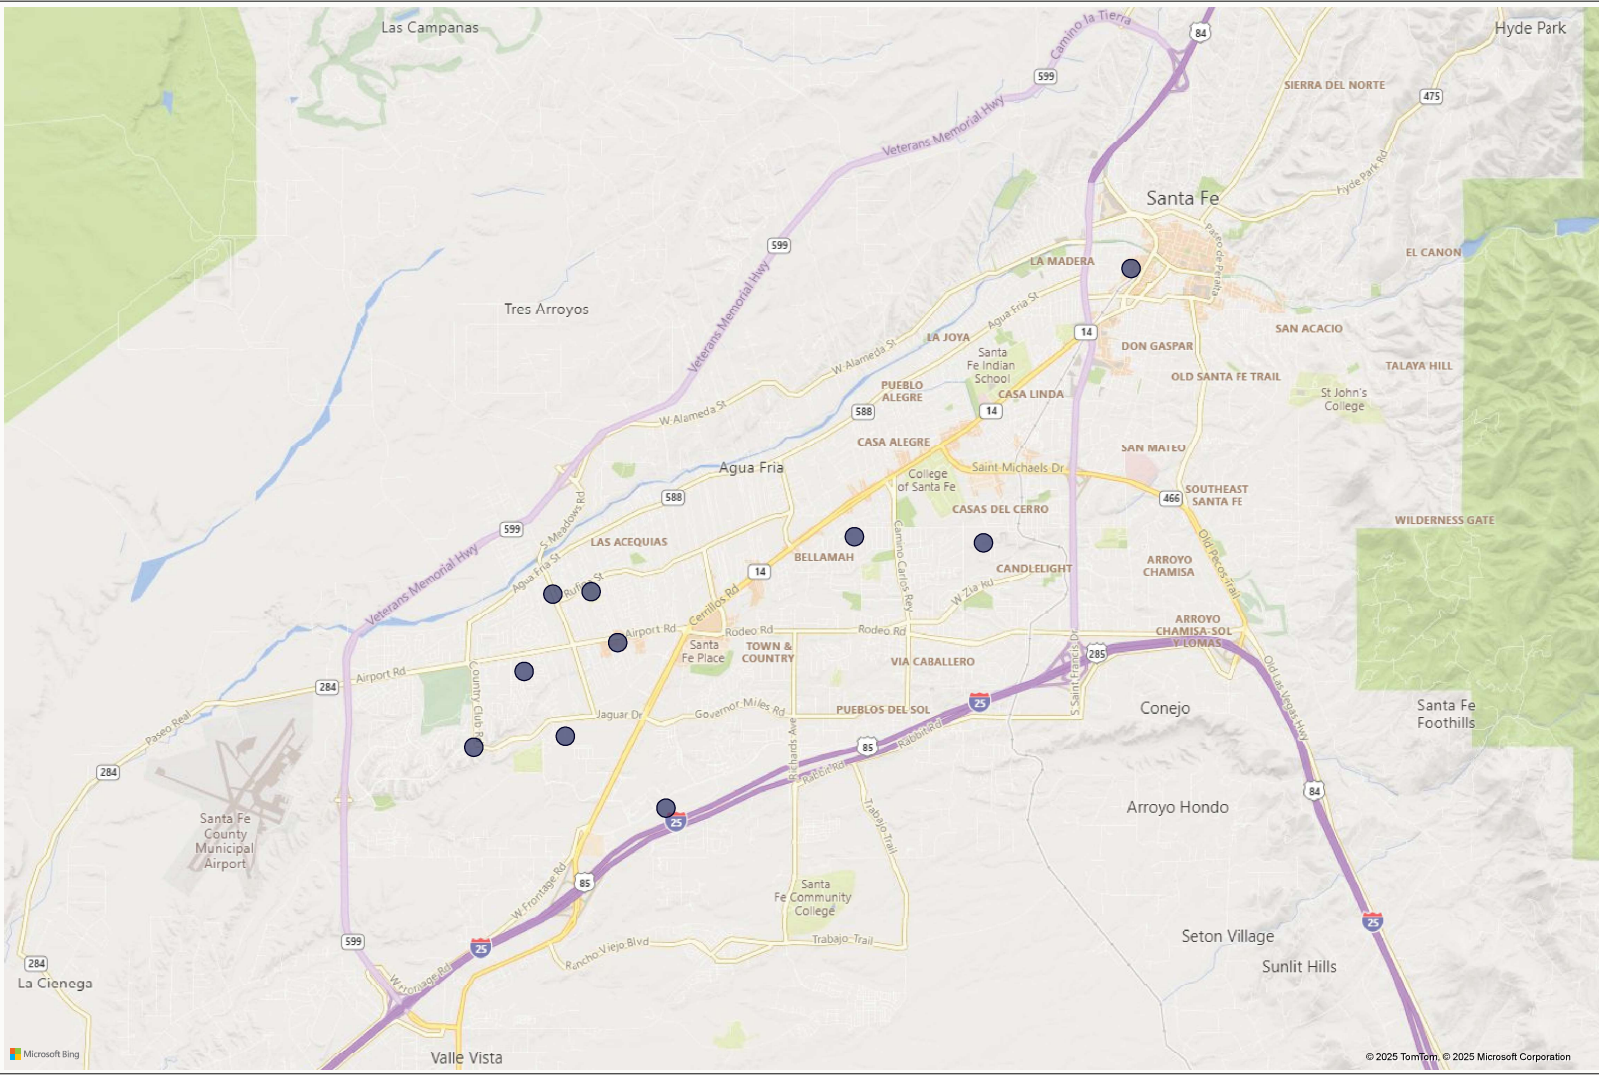 Las Campanas
Camino la Tierra
84
Hyde Park
599
SIERRA DEL NORTE
475
Veterans Memorial Hwy
Hyde Park Rd
Santa Fe
Paseo de Peralta
599
EL CANON
LA MADERA
Veterans Memorial Hwy
Tres Arroyos
Agua Fria St
14
SAN ACACIO
LA JOYA
W Alameda St
DON GASPAR
Santa
Fe Indian
School
TALAYA HILL
OLD SANTA FE TRAIL
PUEBLO
ALEGRE
CASA LINDA
St John's
College
W Alameda St
588
14
CASA ALEGRE
SAN MATEO
Agua Fria
Saint Michaels Dr
College
of Santa Fe
588
466
SOUTHEAST
SANTA FE
CASAS DEL CERRO
WILDERNESS GATE
599
S Meadows Rd
LAS ACEQUIAS
Camino Carlos Rey
Old Pecos Trail
BELLAMAH
ARROYO
CHAMISA
Veterans Memorial Hwy
Agua Fria St
Rufina St
14
CANDLELIGHT
W Zia Rd
Cerrillos Rd
ARROYO
CHAMISA-SOL
Y LOMAS
Airport Rd
Rodeo Rd
Rodeo Rd
Santa
Fe Place
TOWN &
COUNTRY
VIA CABALLERO
285
S Saint Francis Dr
Old Las Vegas Hwy
Airport Rd
284
Country Club Rd
Paseo Real
Jaguar Dr
Governor Miles Rd
PUEBLOS DEL SOL
25
Conejo
Santa Fe
Foothills
Richards Ave
85
Rabbit Rd
Rabbit Rd
284
84
Santa Fe
County
Municipal
Airport
25
Trabajo Trail
Arroyo Hondo
W Frontage Rd
85
Santa
Fe Community
College
25
599
25
Rancho Viejo Blvd
Trabajo Trail
Seton Village
284
La Cienega
W Frontage Rd
Sunlit Hills
Microsoft Bing
Valle Vista
© 2025 TomTom, © 2025 Microsoft Corporation